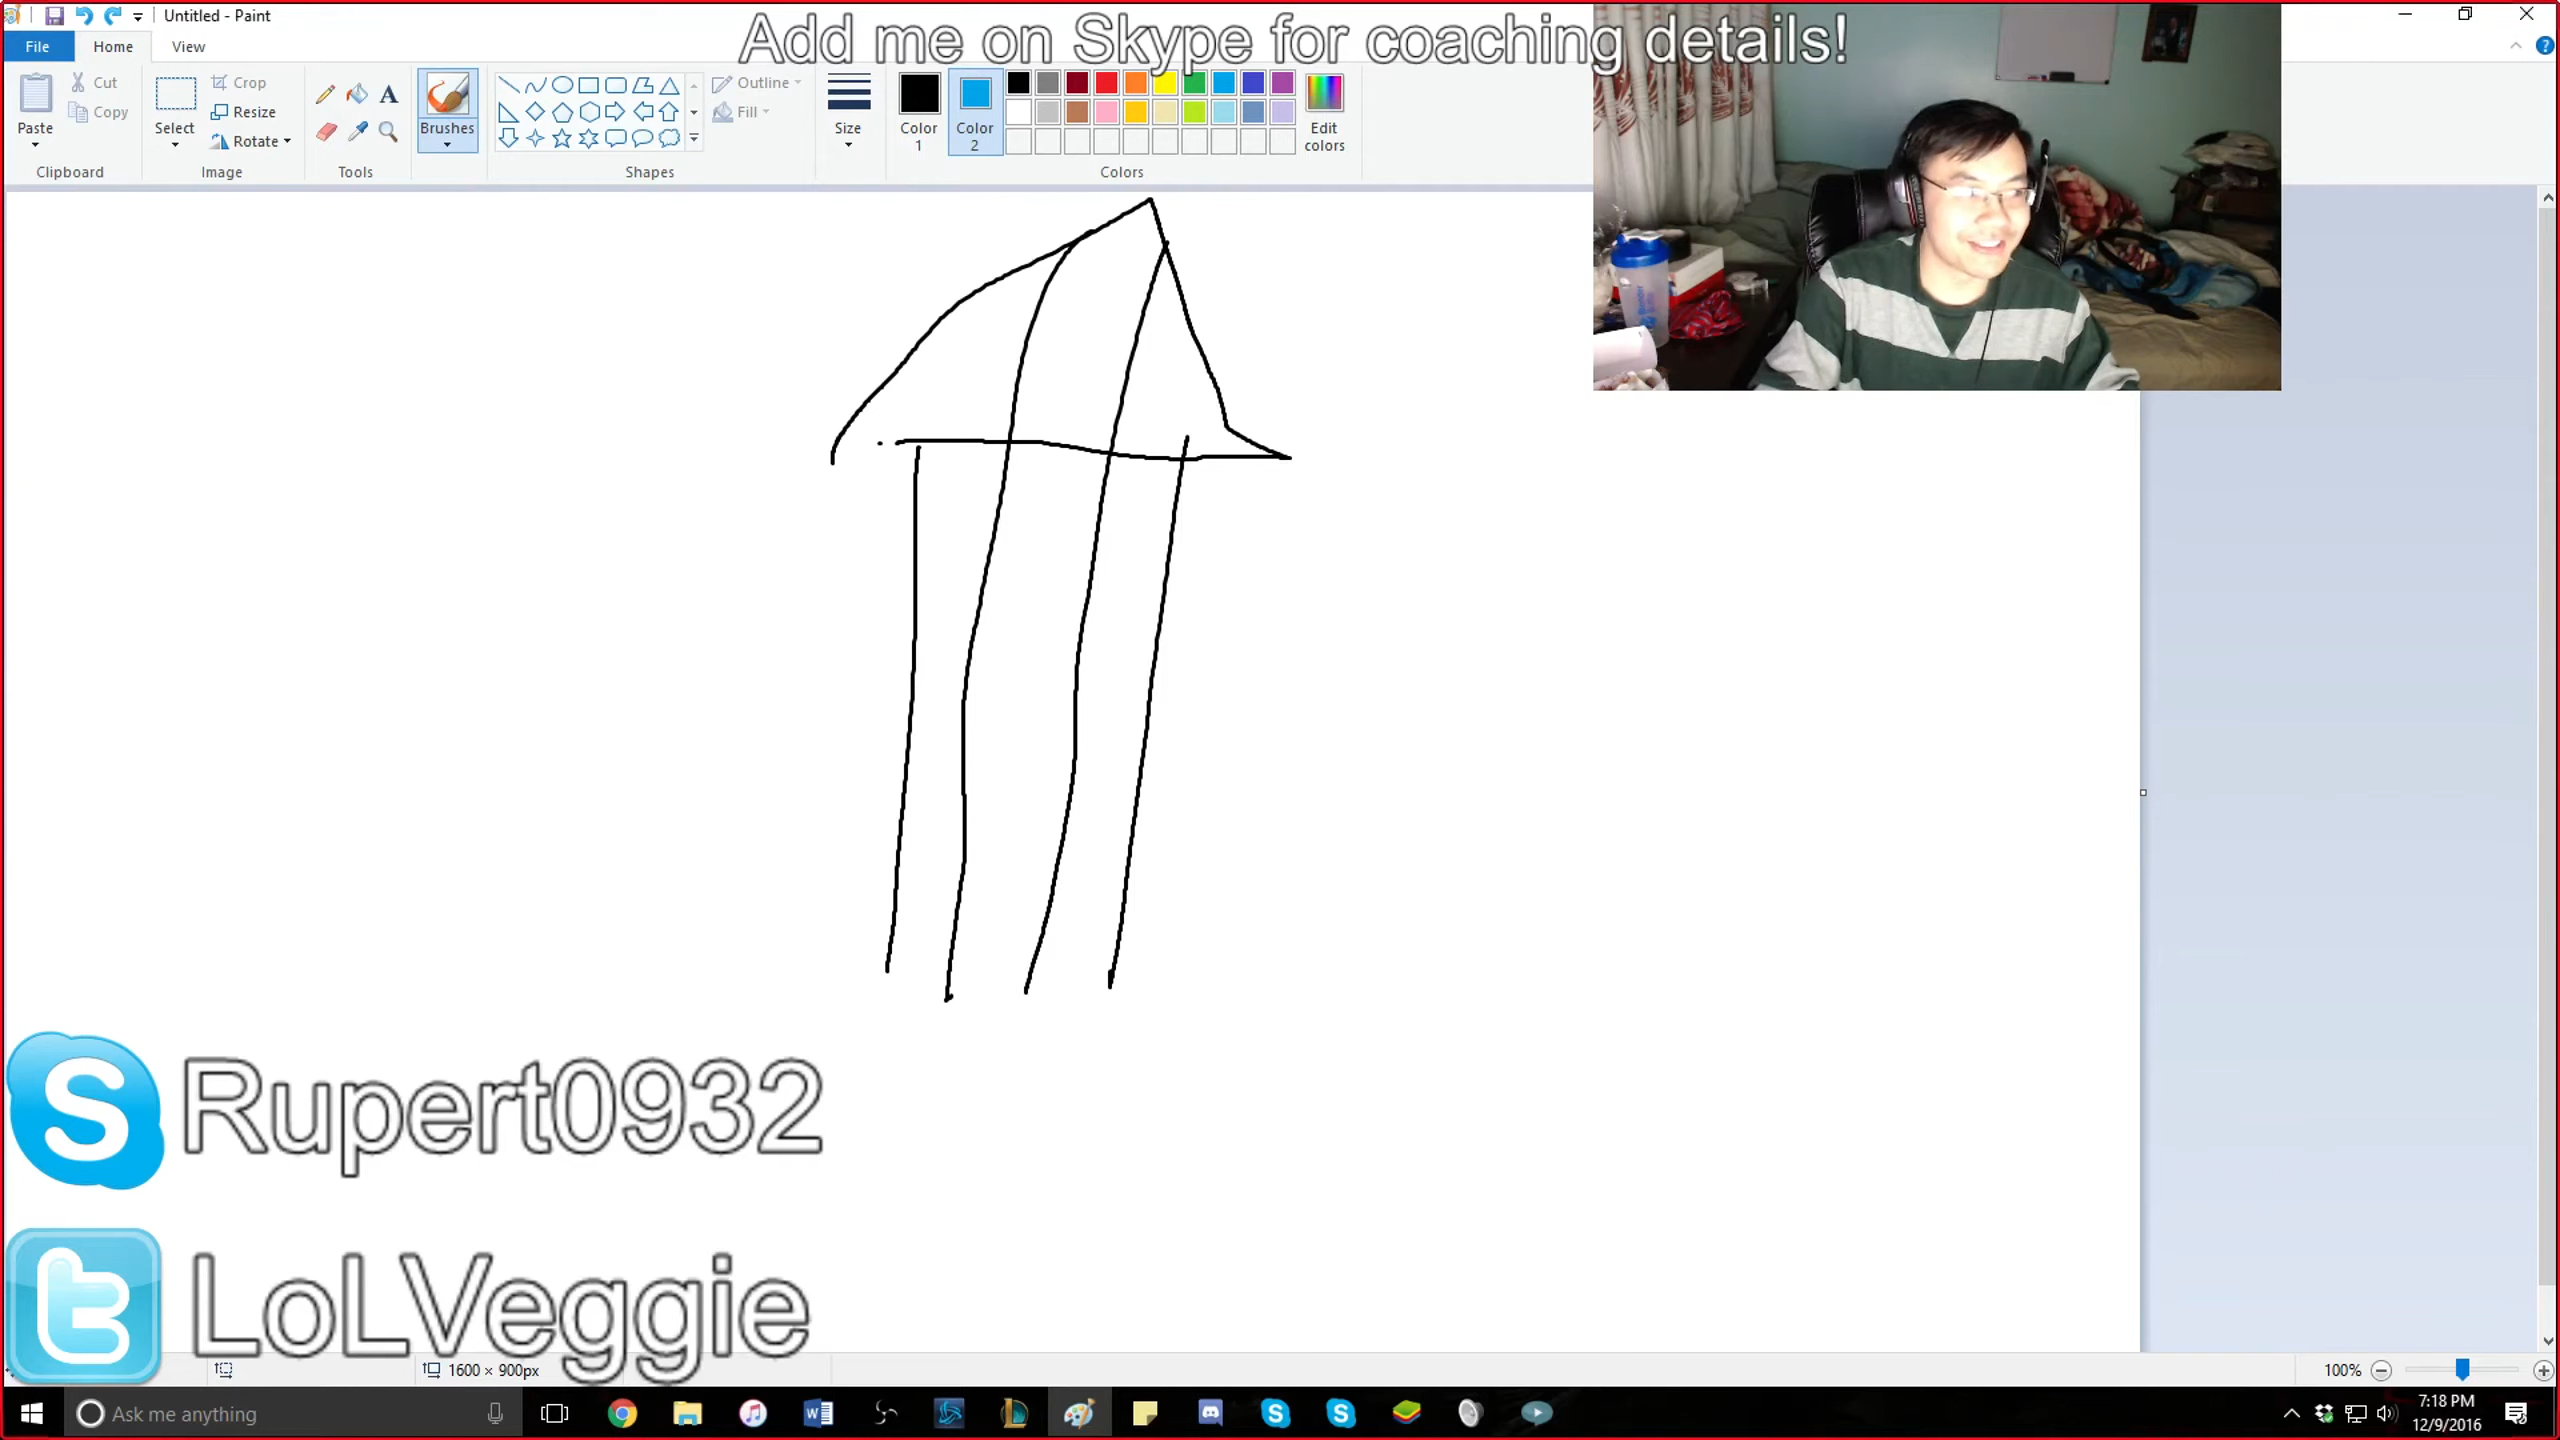 Untitled - Paint
Add me on Skype for coaching details!
File Home View
Cut
Copy
Paste
Clipboard
Crop
Resize
Rotate
Select
Image
Tools
Brushes
Outline
Fill
Shapes
Size
Color 1
Color 2
Edit colors
Colors
S Rupert0932
t LoLVeggie
1600 × 900px
100%
Ask me anything
7:18 PM
12/9/2016